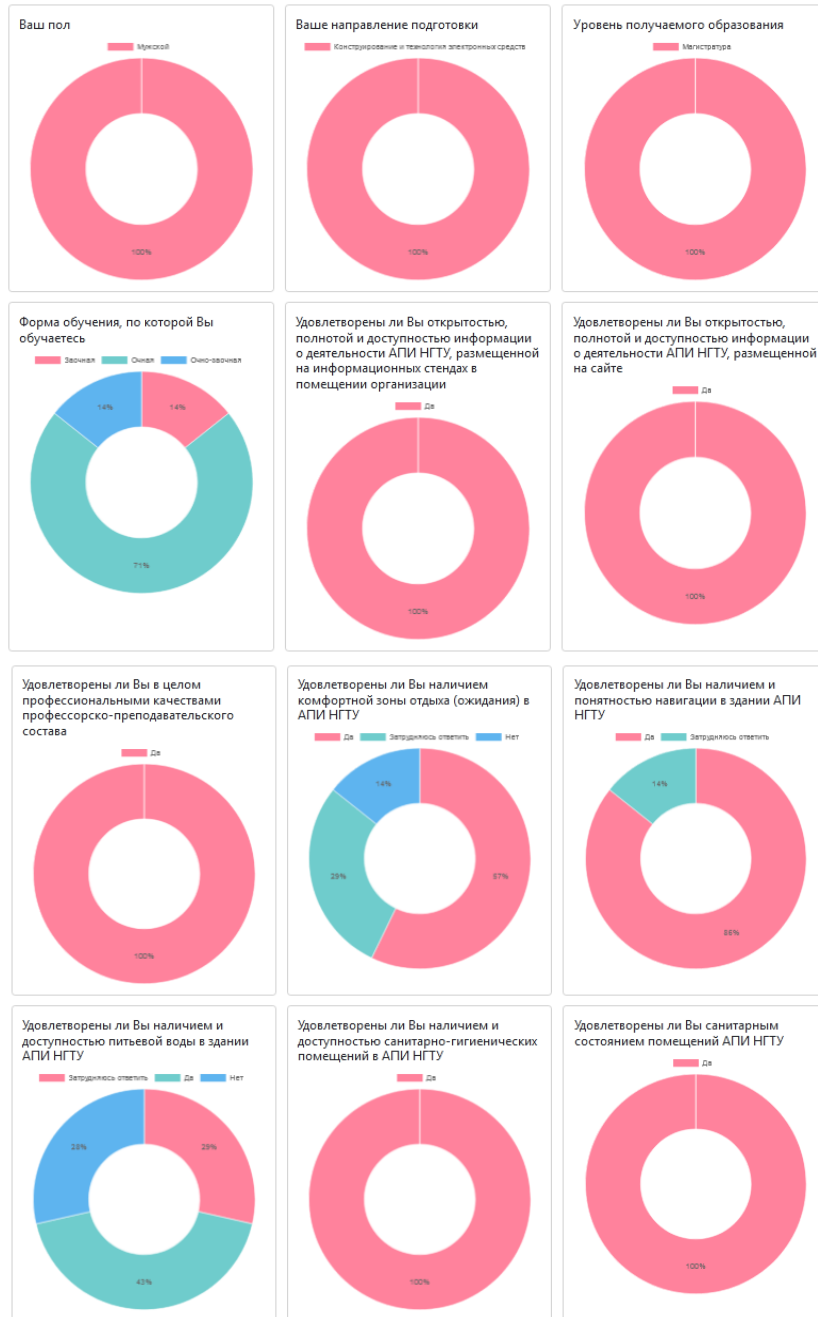 Ваш пол
Мужской
100%
Ваше направление подготовки
Конструирование и технология электронных средств
100%
Уровень получаемого образования
Магистратура
100%
Форма обучения, по которой Вы
обучаетесь
Заочная Очная Очно-заочная
14% 14%
71%
Удовлетворены ли Вы открытостью,
полнотой и доступностью информации
о деятельности АПИ НГТУ, размещенной
на информационных стендах в
помещении организации
Да
100%
Удовлетворены ли Вы открытостью,
полнотой и доступностью информации
о деятельности АПИ НГТУ, размещенной
на сайте
Да
100%
Удовлетворены ли Вы в целом
профессиональными качествами
профессорско-преподавательского
состава
Да
100%
Удовлетворены ли Вы наличием
комфортной зоны отдыха (ожидания) в
АПИ НГТУ
Да Затрудняюсь ответить Нет
14%
29% 57%
Удовлетворены ли Вы наличием и
понятностью навигации в здании АПИ
НГТУ
Да Затрудняюсь ответить
14%
86%
Удовлетворены ли Вы наличием и
доступностью питьевой воды в здании
АПИ НГТУ
Затрудняюсь ответить Да Нет
29%
43%
Удовлетворены ли Вы наличием и
доступностью санитарно-гигиенических
помещений в АПИ НГТУ
Да
100%
Удовлетворены ли Вы санитарным
состоянием помещений АПИ НГТУ
Да
100%